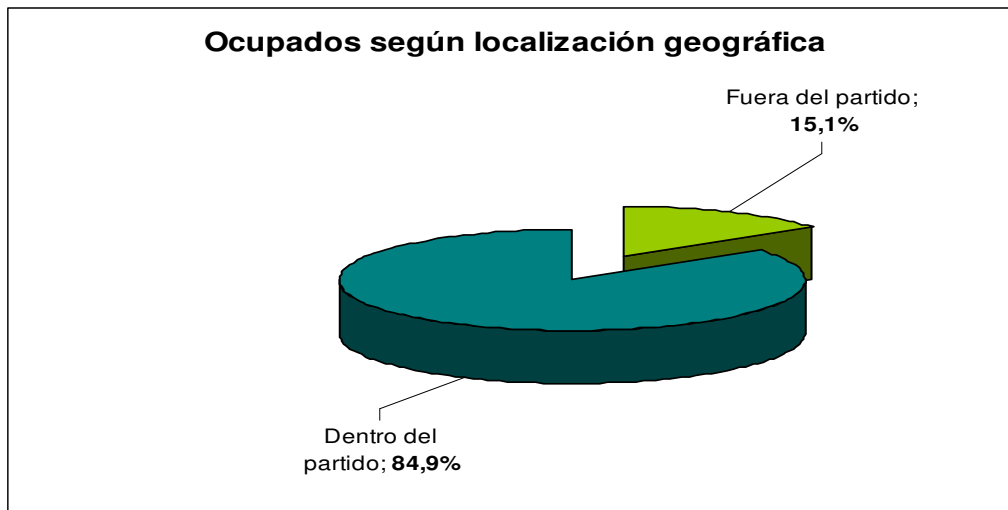 Ocupados según localización geográfica
Fuera del partido;
15,1%
Dentro del
partido; 84,9%